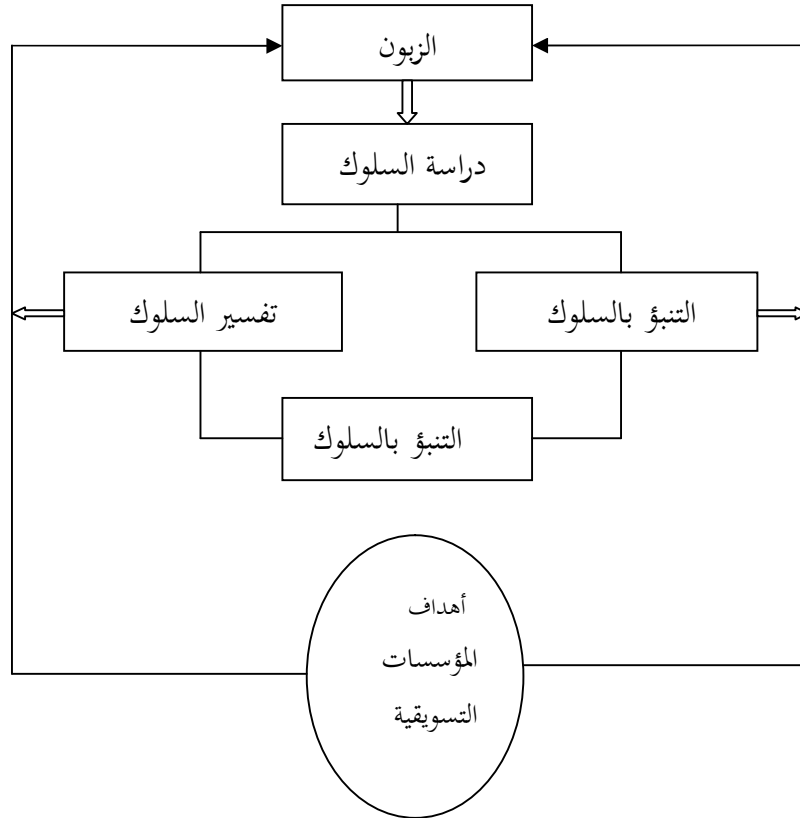 الزبون
دراسة السلوك
التنبؤ بالسلوك
تفسير السلوك
التنبؤ بالسلوك
أهداف
المؤسسات
التسويقية